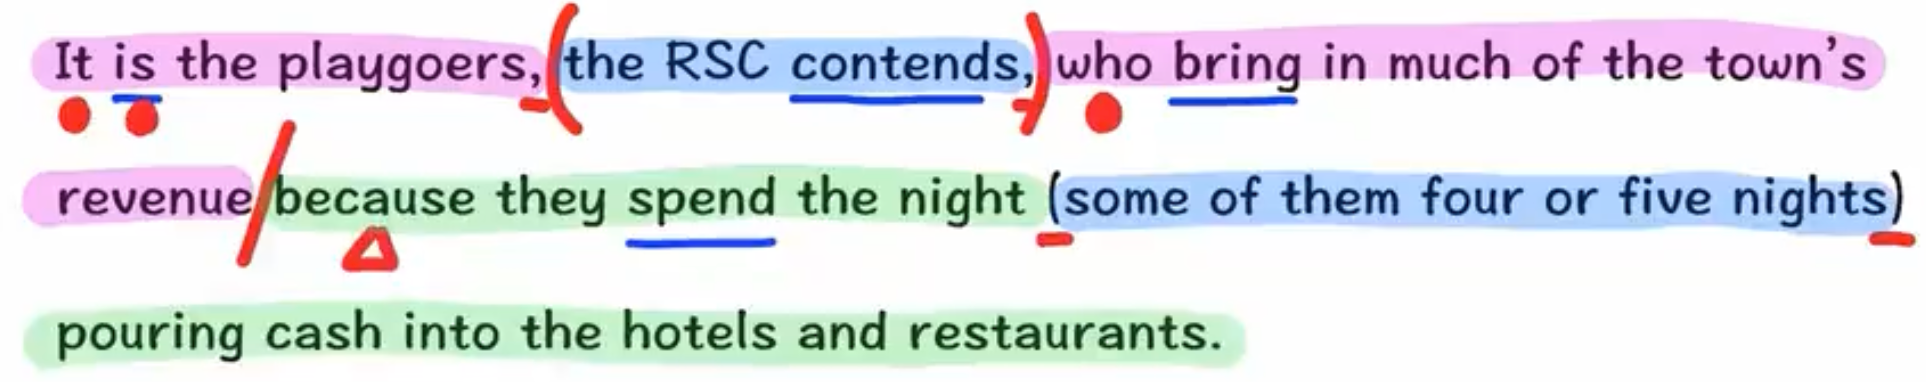 It is the playgoers, (the RSC contends,) who bring in much of the town's
revenue / because they spend the night (some of them four or five nights)
pouring cash into the hotels and restaurants.